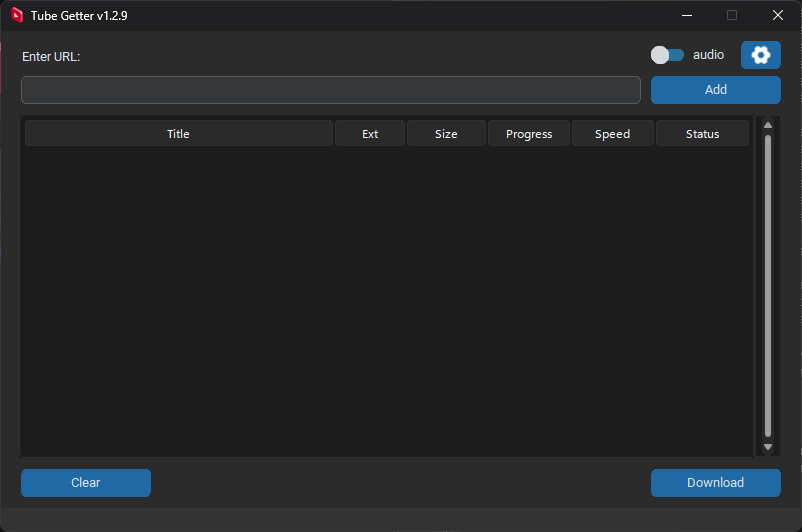 Tube Getter v1.2.9
Enter URL:
audio
Add
Title Ext Size Progress Speed Status
Clear
Download